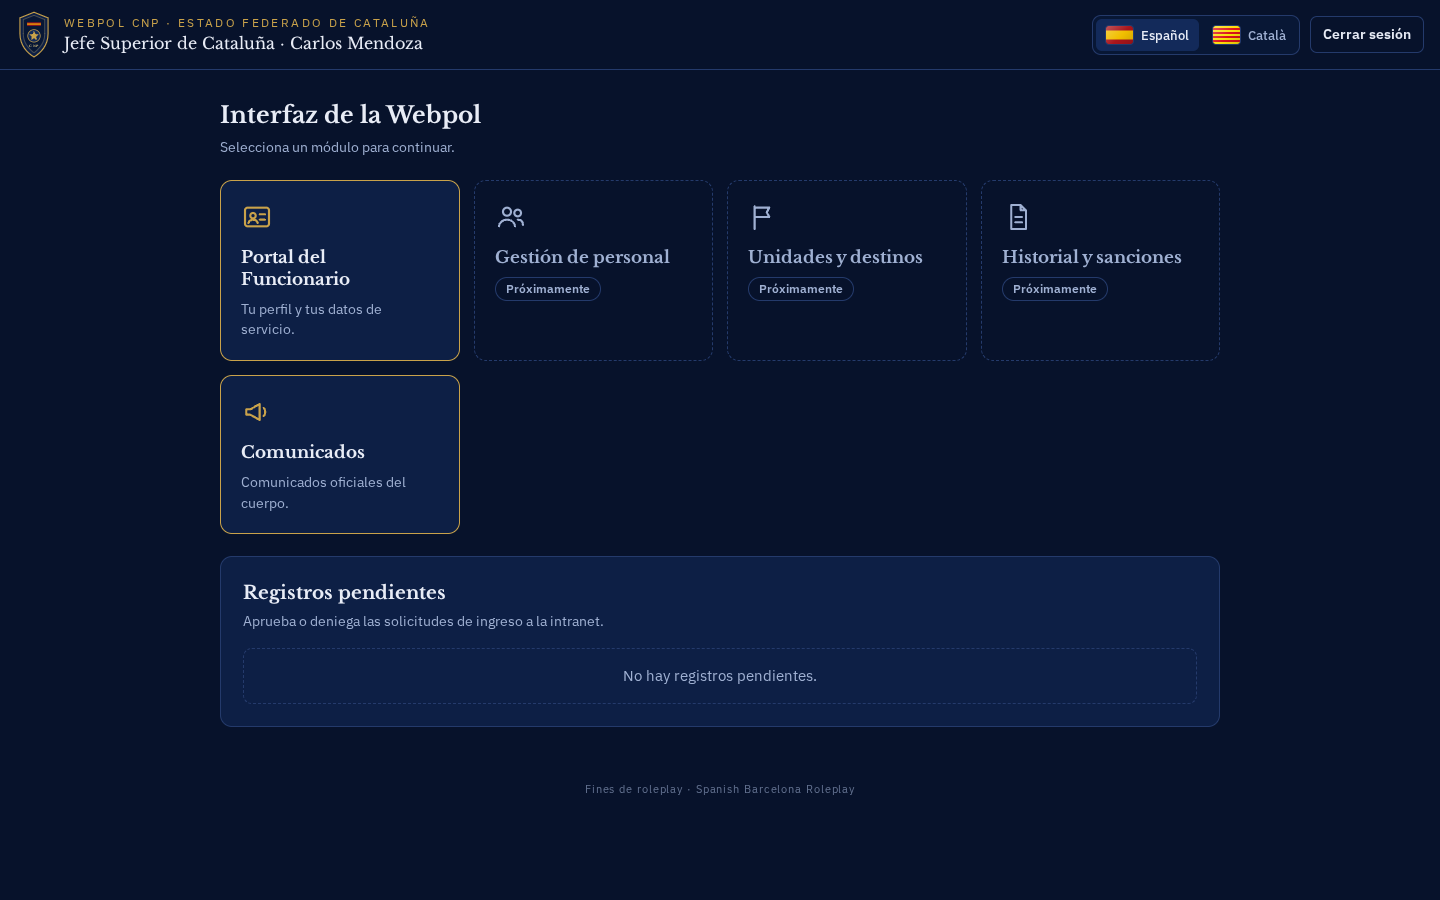 WEBPOL CNP · ESTADO FEDERADO DE CATALUÑA
Jefe Superior de Cataluña · Carlos Mendoza
Español
Català
Cerrar sesión
Interfaz de la Webpol
Selecciona un módulo para continuar.
Portal del
Funcionario
Tu perfil y tus datos de
servicio.
Gestión de personal
Próximamente
Unidades y destinos
Próximamente
Historial y sanciones
Próximamente
Comunicados
Comunicados oficiales del
cuerpo.
Registros pendientes
Aprueba o deniega las solicitudes de ingreso a la intranet.
No hay registros pendientes.
Fines de roleplay · Spanish Barcelona Roleplay